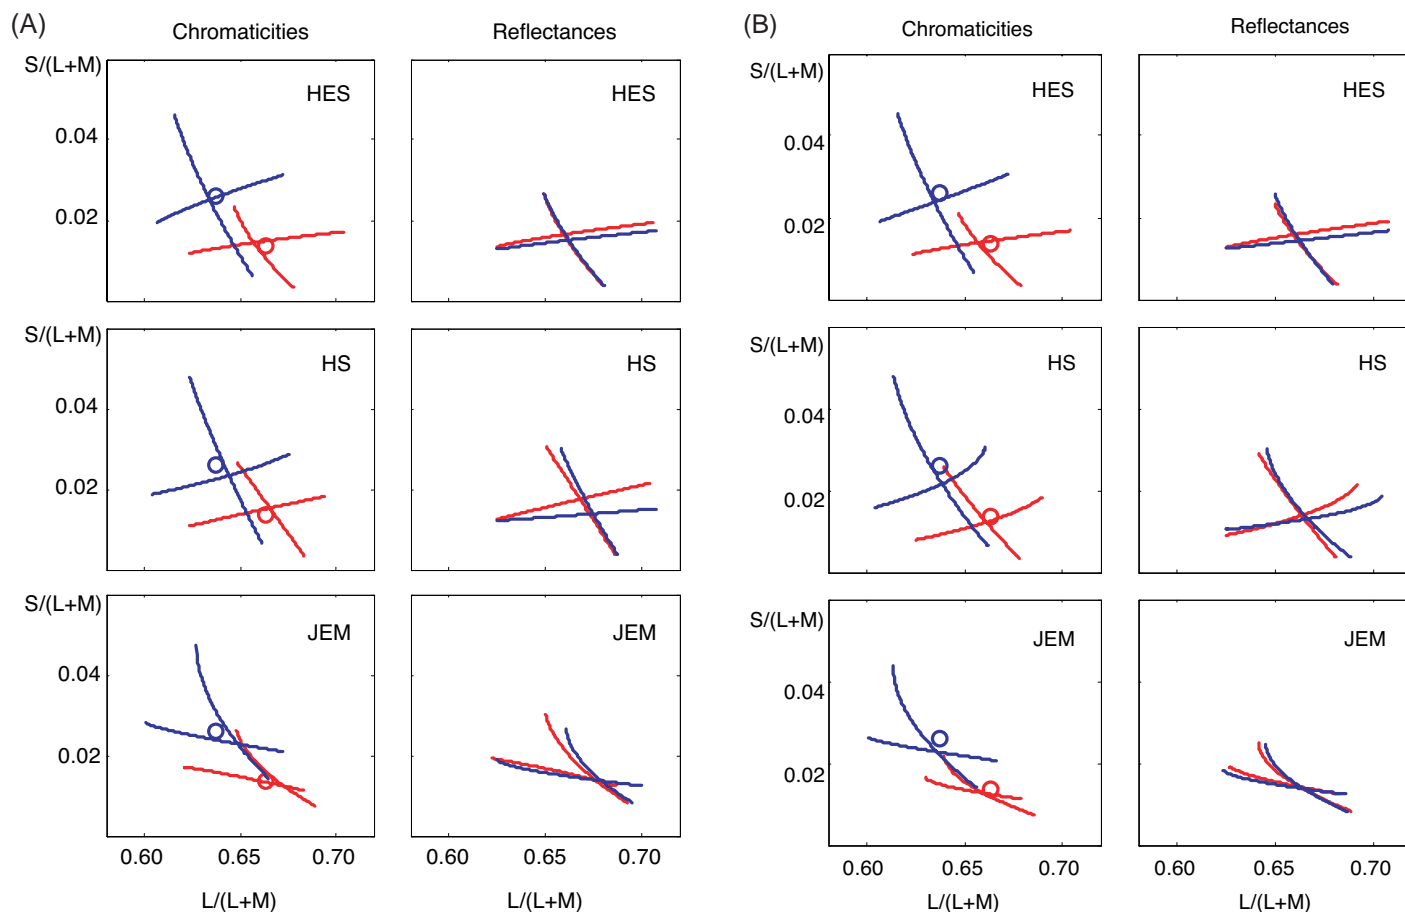 (A)
Chromaticities
Reflectances
S/(L+M)
HES
HES
0.04
0.02
S/(L+M)
HS
HS
0.04
0.02
S/(L+M)
JEM
JEM
0.04
0.02
0.60
0.65
0.70
0.60
0.65
0.70
L/(L+M)
L/(L+M)
(B)
Chromaticities
Reflectances
S/(L+M)
HES
HES
0.04
0.02
S/(L+M)
HS
HS
0.04
0.02
S/(L+M)
JEM
JEM
0.04
0.02
0.60
0.65
0.70
0.60
0.65
0.70
L/(L+M)
L/(L+M)